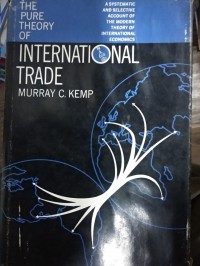 THE
PURE
THEORY
OF
INTERNATIONAL
TRADE
MURRAY C. KEMP
A SYSTEMATIC
AND SELECTIVE
ACCOUNT OF
THE MODERN
THEORY OF
INTERNATIONAL
ECONOMICS